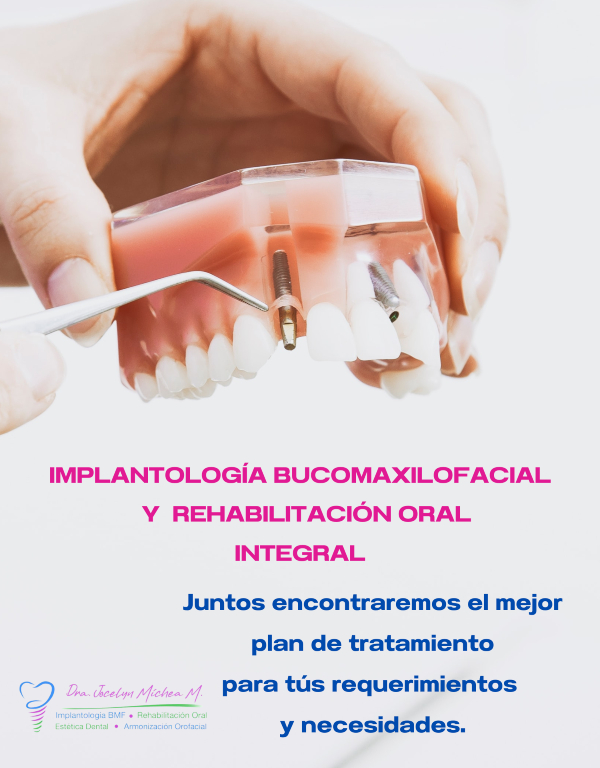 IMPLANTOLOGÍA BUCOMAXILOFACIAL
Y REHABILITACIÓN ORAL
INTEGRAL
Juntos encontraremos el mejor
plan de tratamiento
para tús requerimientos
y necesidades.
Dra. Jocelyn Michea M.
Implantología BMF • Rehabilitación Oral
Estética Dental • Armonización Orofacial